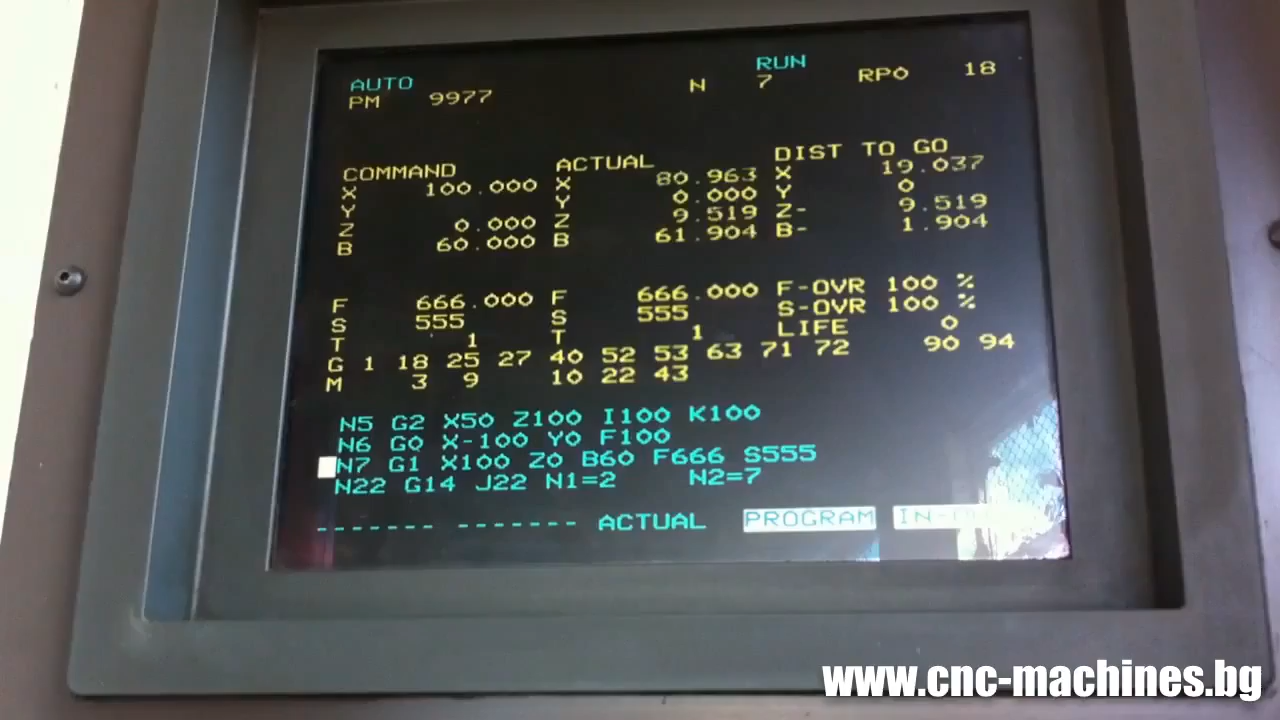 AUTO RUN
PM 9977 N 7 RPO 18
COMMAND ACTUAL DIST TO GO
X 100.000 X 80.963 X 19.037
Y Y 0.000 Y 0
Z 0.000 Z 9.519 Z- 9.519
B 60.000 B 61.904 B- 1.904
F 666.000 F 666.000 F-OVR 100 %
S 555 S 555 S-OVR 100 %
T 1 T 1 LIFE 0
G 1 18 25 27 40 52 53 63 71 72 90 94
M 3 9 10 22 43
N5 G2 X50 Z100 I100 K100
N6 G0 X-100 Y0 F100
N7 G1 X100 Z0 B60 F666 S555
N22 G14 J22 N1=2 N2=7
------- ------- ACTUAL PROGRAM
www.cnc-machines.bg